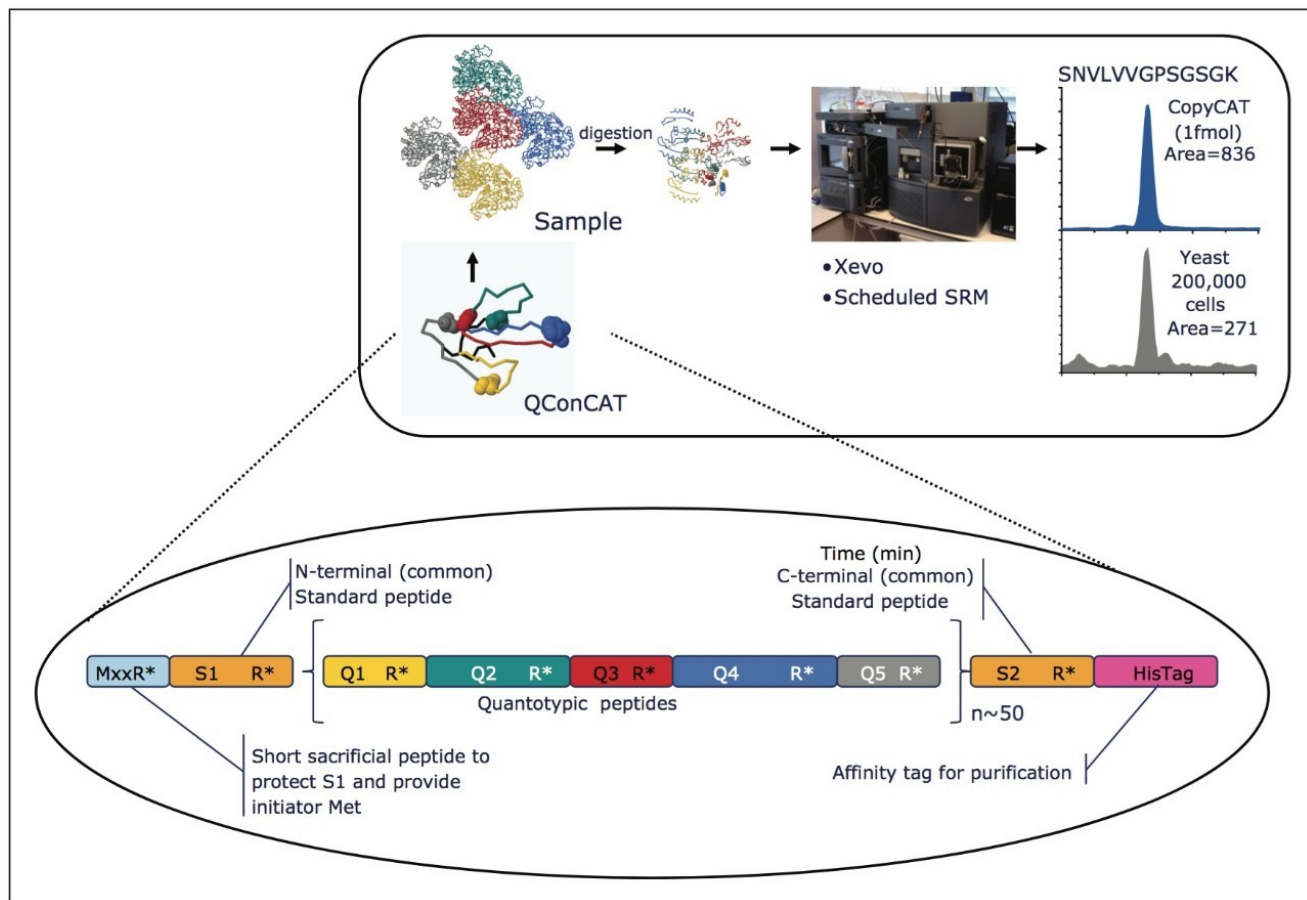 SNVLVVGPSGSGK
CopyCAT
(1fmol)
Area=836
digestion
Sample
Yeast
200,000
cells
Area=271
•Xevo
•Scheduled SRM
QConCAT
Time (min)
N-terminal (common)
Standard peptide
C-terminal (common)
Standard peptide
MxxR* S1 R* Q1 R* Q2 R* Q3 R* Q4 R* Q5 R* S2 R* HisTag
Quantotypic peptides
n~50
Short sacrificial peptide to
protect S1 and provide
initiator Met
Affinity tag for purification